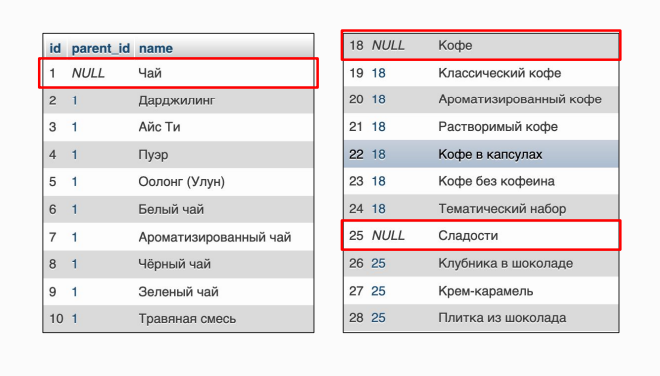 id parent_id name
1 NULL Чай
2 1 Дарджилинг
3 1 Айс Ти
4 1 Пуэр
5 1 Оолонг (Улун)
6 1 Белый чай
7 1 Ароматизированный чай
8 1 Чёрный чай
9 1 Зеленый чай
10 1 Травяная смесь
18 NULL Кофе
19 18 Классический кофе
20 18 Ароматизированный кофе
21 18 Растворимый кофе
22 18 Кофе в капсулах
23 18 Кофе без кофеина
24 18 Тематический набор
25 NULL Сладости
26 25 Клубника в шоколаде
27 25 Крем-карамель
28 25 Плитка из шоколада